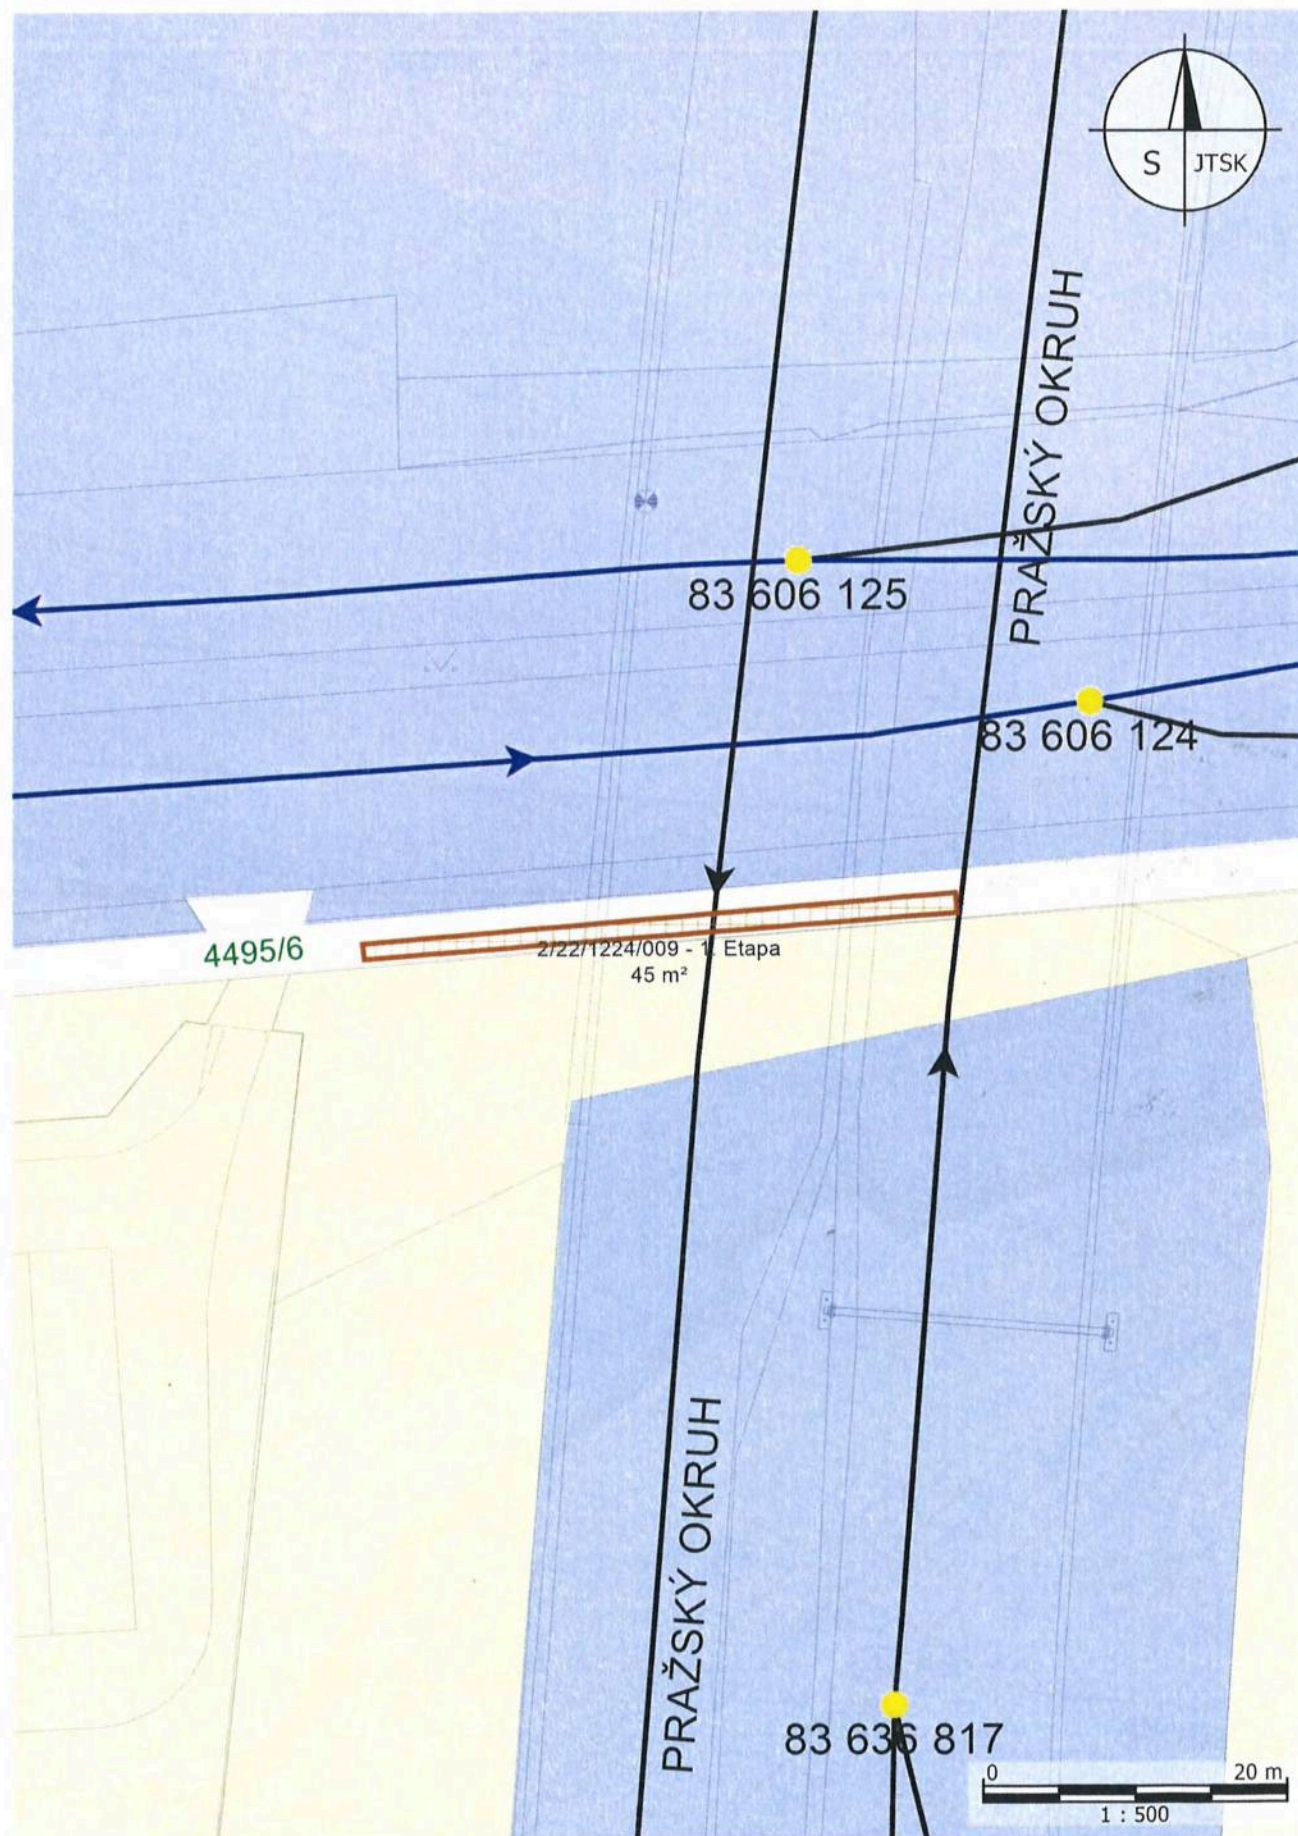 S JTSK
PRAŽSKÝ OKRUH
83 606 125
83 606 124
4495/6
2/22/1224/009 - 1. Etapa
45 m²
PRAŽSKÝ OKRUH
83 636 817
0 20 m
1 : 500